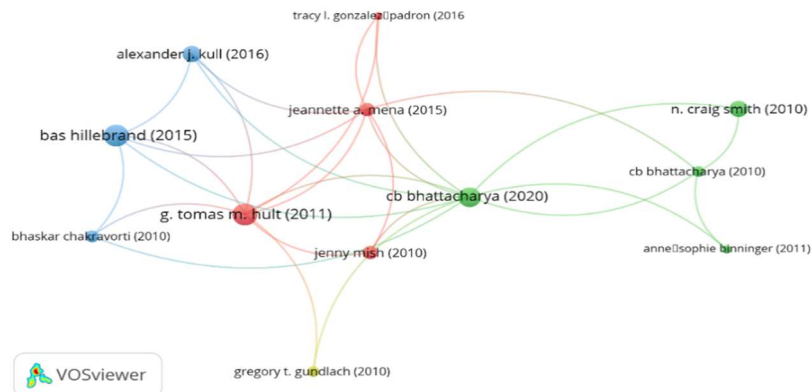 tracy l. gonzalez▯padron (2016
alexander j. kull (2016)
jeannette a. mena (2015)
n. craig smith (2010)
bas hillebrand (2015)
cb bhattacharya (2010)
cb bhattacharya (2020)
g. tomas m. hult (2011)
bhaskar chakravorti (2010)
jenny mish (2010)
anne▯sophie binninger (2011)
gregory t. gundlach (2010)
VOSviewer